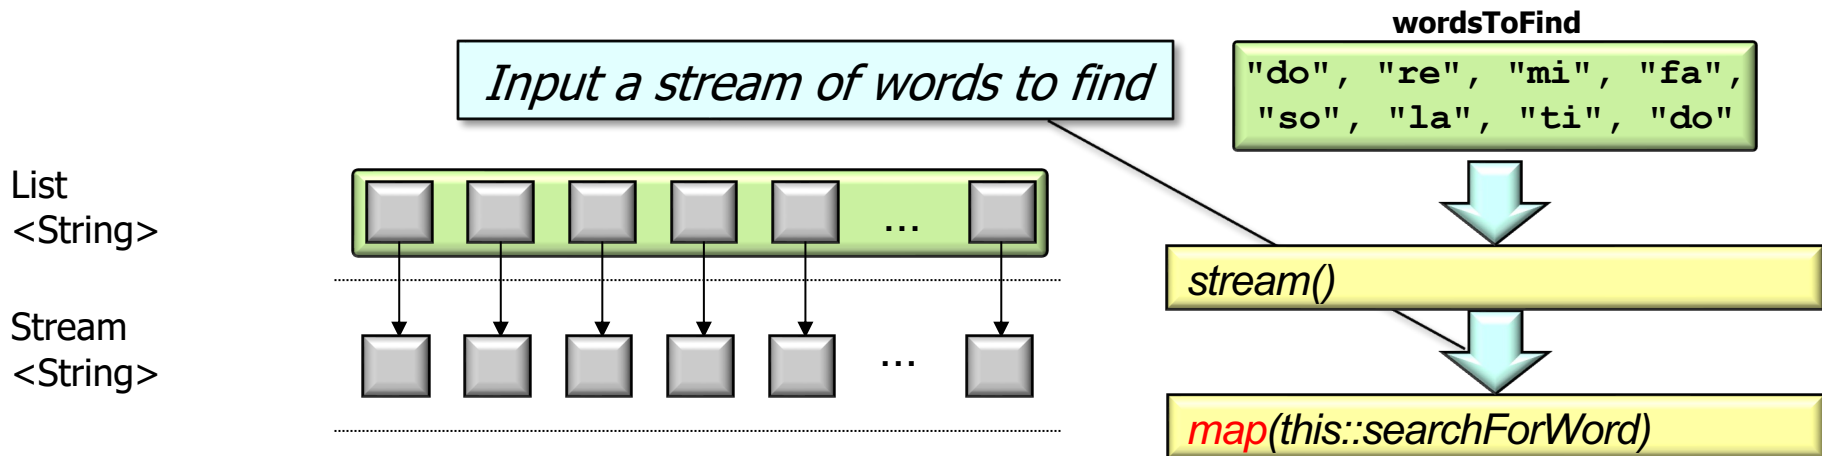 wordsToFind
Input a stream of words to find
"do", "re", "mi", "fa",
"so", "la", "ti", "do"
List
<String>
...
stream()
Stream
<String>
...
map(this::searchForWord)